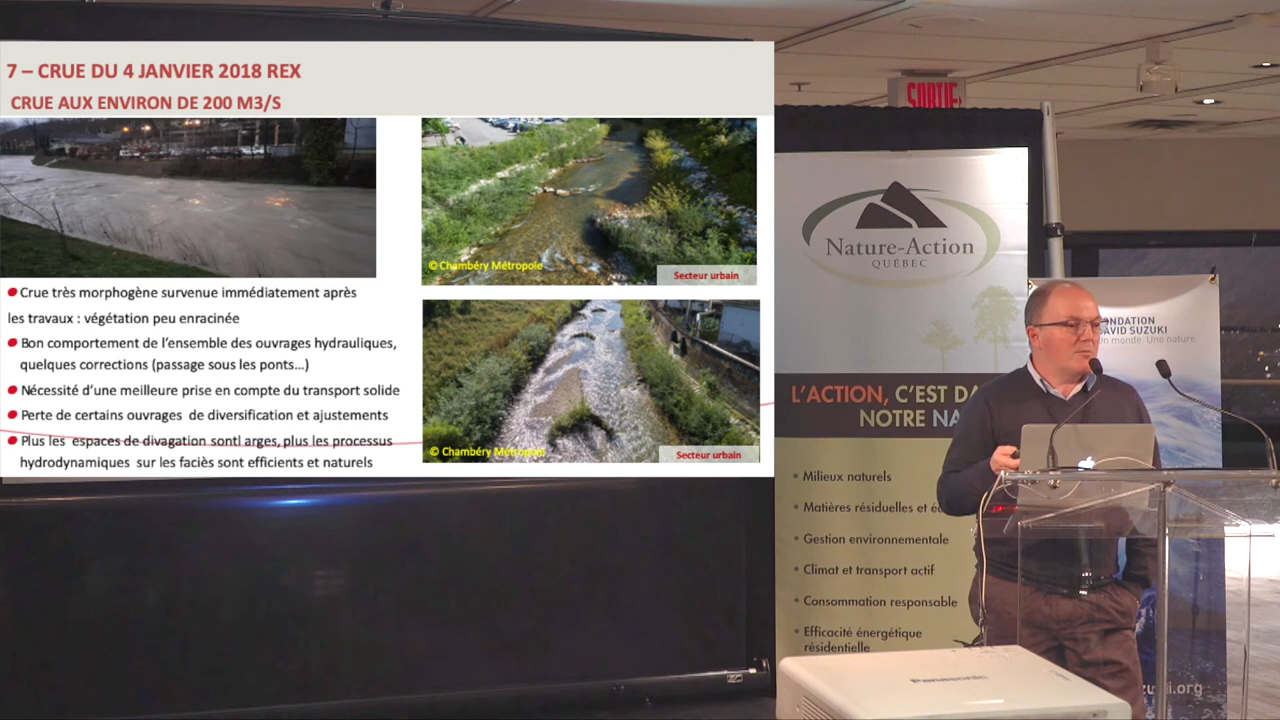 7 – CRUE DU 4 JANVIER 2018 REX
CRUE AUX ENVIRON DE 200 M3/S
Crue très morphogène survenue immédiatement après
les travaux : végétation peu enracinée
Bon comportement de l'ensemble des ouvrages hydrauliques,
quelques corrections (passage sous les ponts...)
Nécessité d'une meilleure prise en compte du transport solide
Perte de certains ouvrages de diversification et ajustements
Plus les espaces de divagation sontl arges, plus les processus
hydrodynamiques sur les faciès sont efficients et naturels
© Chambéry Métropole
Secteur urbain
© Chambéry Métropole
Secteur urbain
SORTIE
Nature-Action
QUÉBEC
L'ACTION, C'EST DA
NOTRE NA
• Milieux naturels
• Matières résiduelles et éc
• Gestion environnementale
• Climat et transport actif
• Consommation responsable
• Efficacité énergétique
résidentielle
ONDATION
DAVID SUZUKI
Un monde. Une nature.
zuki.org
Panasonic